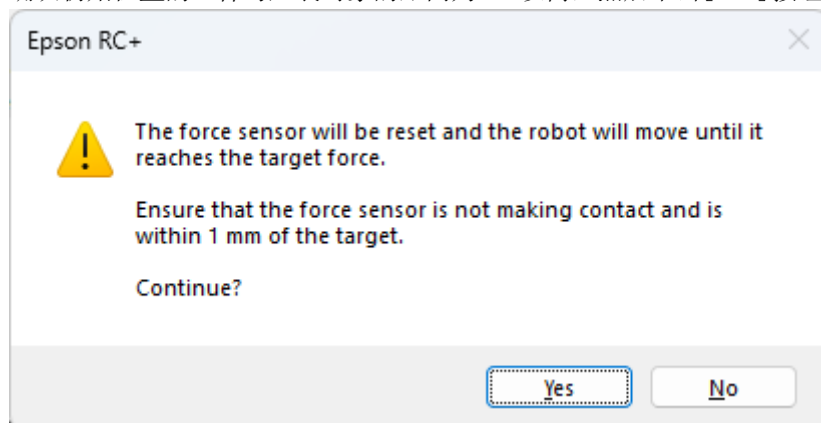 Epson RC+
The force sensor will be reset and the robot will move until it
reaches the target force.
Ensure that the force sensor is not making contact and is
within 1 mm of the target.
Continue?
Yes
No